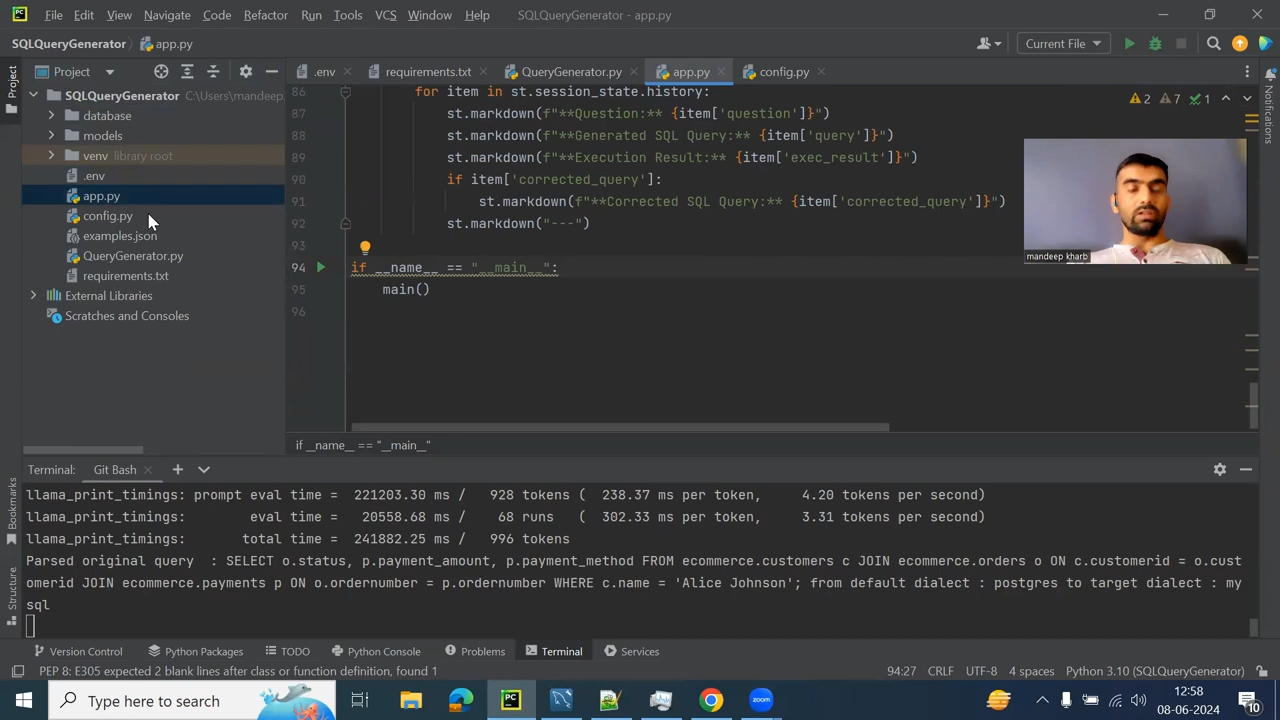 File Edit View Navigate Code Refactor Run Tools VCS Window Help SQLQueryGenerator - app.py
SQLQueryGenerator app.py Current File
Project .env requirements.txt QueryGenerator.py app.py config.py
SQLQueryGenerator C:\Users\mandeep.
database
models
venv library root
.env
app.py
config.py
examples.json
QueryGenerator.py
requirements.txt
External Libraries
Scratches and Consoles
Project
Bookmarks
Structure
Notifications
2 7 1
86 for item in st.session_state.history:
87 st.markdown(f"**Question:** {item['question']}")
88 st.markdown(f"**Generated SQL Query:** {item['query']}")
89 st.markdown(f"**Execution Result:** {item['exec_result']}")
90 if item['corrected_query']:
91 st.markdown(f"**Corrected SQL Query:** {item['corrected_query']}")
92 st.markdown("---")
93
94 if __name__ == "__main__":
95 main()
96
mandeep kharb
if __name__ == "__main__"
Terminal: Git Bash
llama_print_timings: prompt eval time = 221203.30 ms / 928 tokens ( 238.37 ms per token, 4.20 tokens per second)
llama_print_timings: eval time = 20558.68 ms / 68 runs ( 302.33 ms per token, 3.31 tokens per second)
llama_print_timings: total time = 241882.25 ms / 996 tokens
Parsed original query : SELECT o.status, p.payment_amount, p.payment_method FROM ecommerce.customers c JOIN ecommerce.orders o ON c.customerid = o.cust
omerid JOIN ecommerce.payments p ON o.ordernumber = p.ordernumber WHERE c.name = 'Alice Johnson'; from default dialect : postgres to target dialect : my
sql
Version Control Python Packages TODO Python Console Problems Terminal Services
PEP 8: E305 expected 2 blank lines after class or function definition, found 1 94:27 CRLF UTF-8 4 spaces Python 3.10 (SQLQueryGenerator)
Type here to search
12:58
08-06-2024
10
zoom